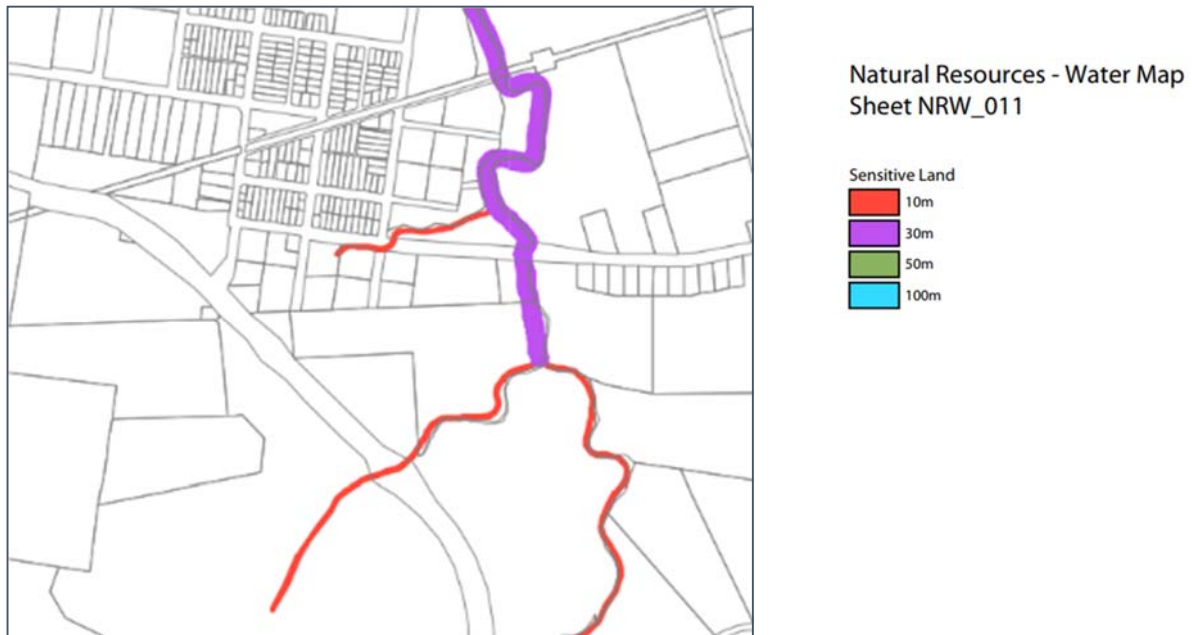 Natural Resources - Water Map
Sheet NRW_011
Sensitive Land
10m
30m
50m
100m